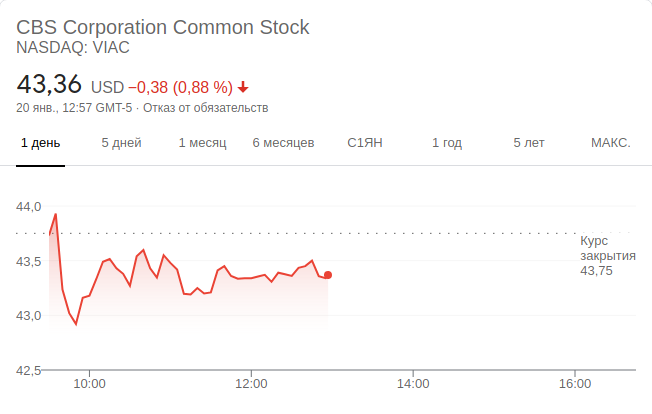 CBS Corporation Common Stock
NASDAQ: VIAC
43,36 USD −0,38 (0,88 %)
20 янв., 12:57 GMT-5 · Отказ от обязательств
1 день 5 дней 1 месяц 6 месяцев С1ЯН 1 год 5 лет МАКС.
44,0
Курс
закрытия
43,75
43,5
43,0
42,5
10:00 12:00 14:00 16:00